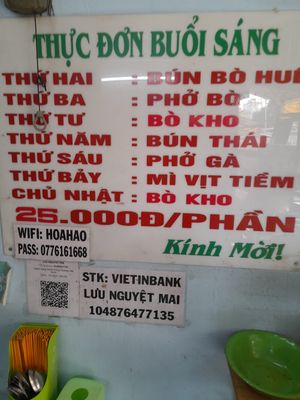 THỰC ĐƠN BUỔI SÁNG
THỨ HAI : BÚN BÒ HUẾ
THỨ BA : PHỞ BÒ
THỨ TƯ : BÒ KHO
THỨ NĂM : BÚN THÁI
THỨ SÁU : PHỞ GÀ
THỨ BẢY : MÌ VỊT TIỀM
CHỦ NHẬT : BÒ KHO
25.000Đ/PHẦN
Kính Mời!
WIFI: HOAHAO
PASS: 0776161668
STK: VIETINBANK
LƯU NGUYỆT MAI
104876477135